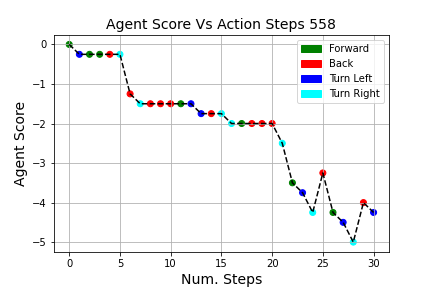 Agent Score Vs Action Steps 558
Forward
Back
Turn Left
Turn Right
Agent Score
0
−1
−2
−3
−4
−5
0
5
10
15
20
25
30
Num. Steps